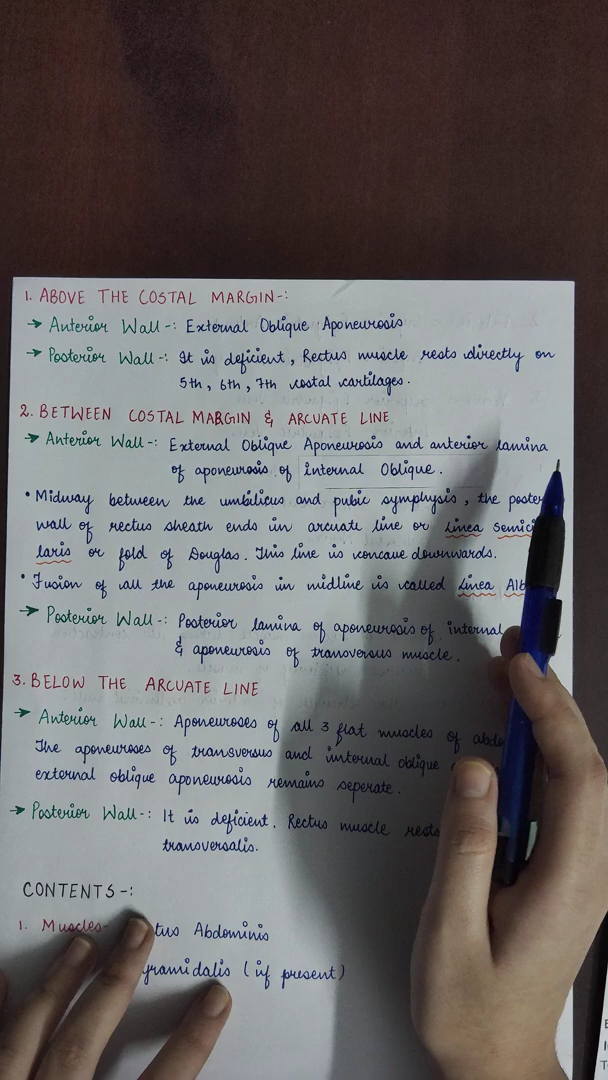 1. ABOVE THE COSTAL MARGIN-:
→ Anterior Wall-: External Oblique Aponeurosis
→ Posterior Wall-: It is deficient, Rectus muscle rests directly on
5th, 6th, 7th costal cartilages.
2. BETWEEN COSTAL MARGIN & ARCUATE LINE
→ Anterior Wall-: External Oblique Aponeurosis and anterior lamina
of aponeurosis of internal Oblique.
• Midway between the umbilicus and pubic symphysis, the
wall of rectus sheath ends in arcuate line or Linea
laris or fold of Douglas. This line is concave downwards.
• Fusion of all the aponeurosis in midline is called Linea
→ Posterior Wall-: Posterior lamina of aponeurosis of internal
& aponeurosis of transverous muscle.
3. BELOW THE ARCUATE LINE
→ Anterior Wall-: Aponeuroses of all 3 flat muscles of
The aponeuroses of transversus and internal oblique
external oblique aponeurosis remains seperate.
→ Posterior Wall-: It is deficient. Rectus muscle rests
transversalis.
CONTENTS-:
1. Muscles- Abdominis
(if present)